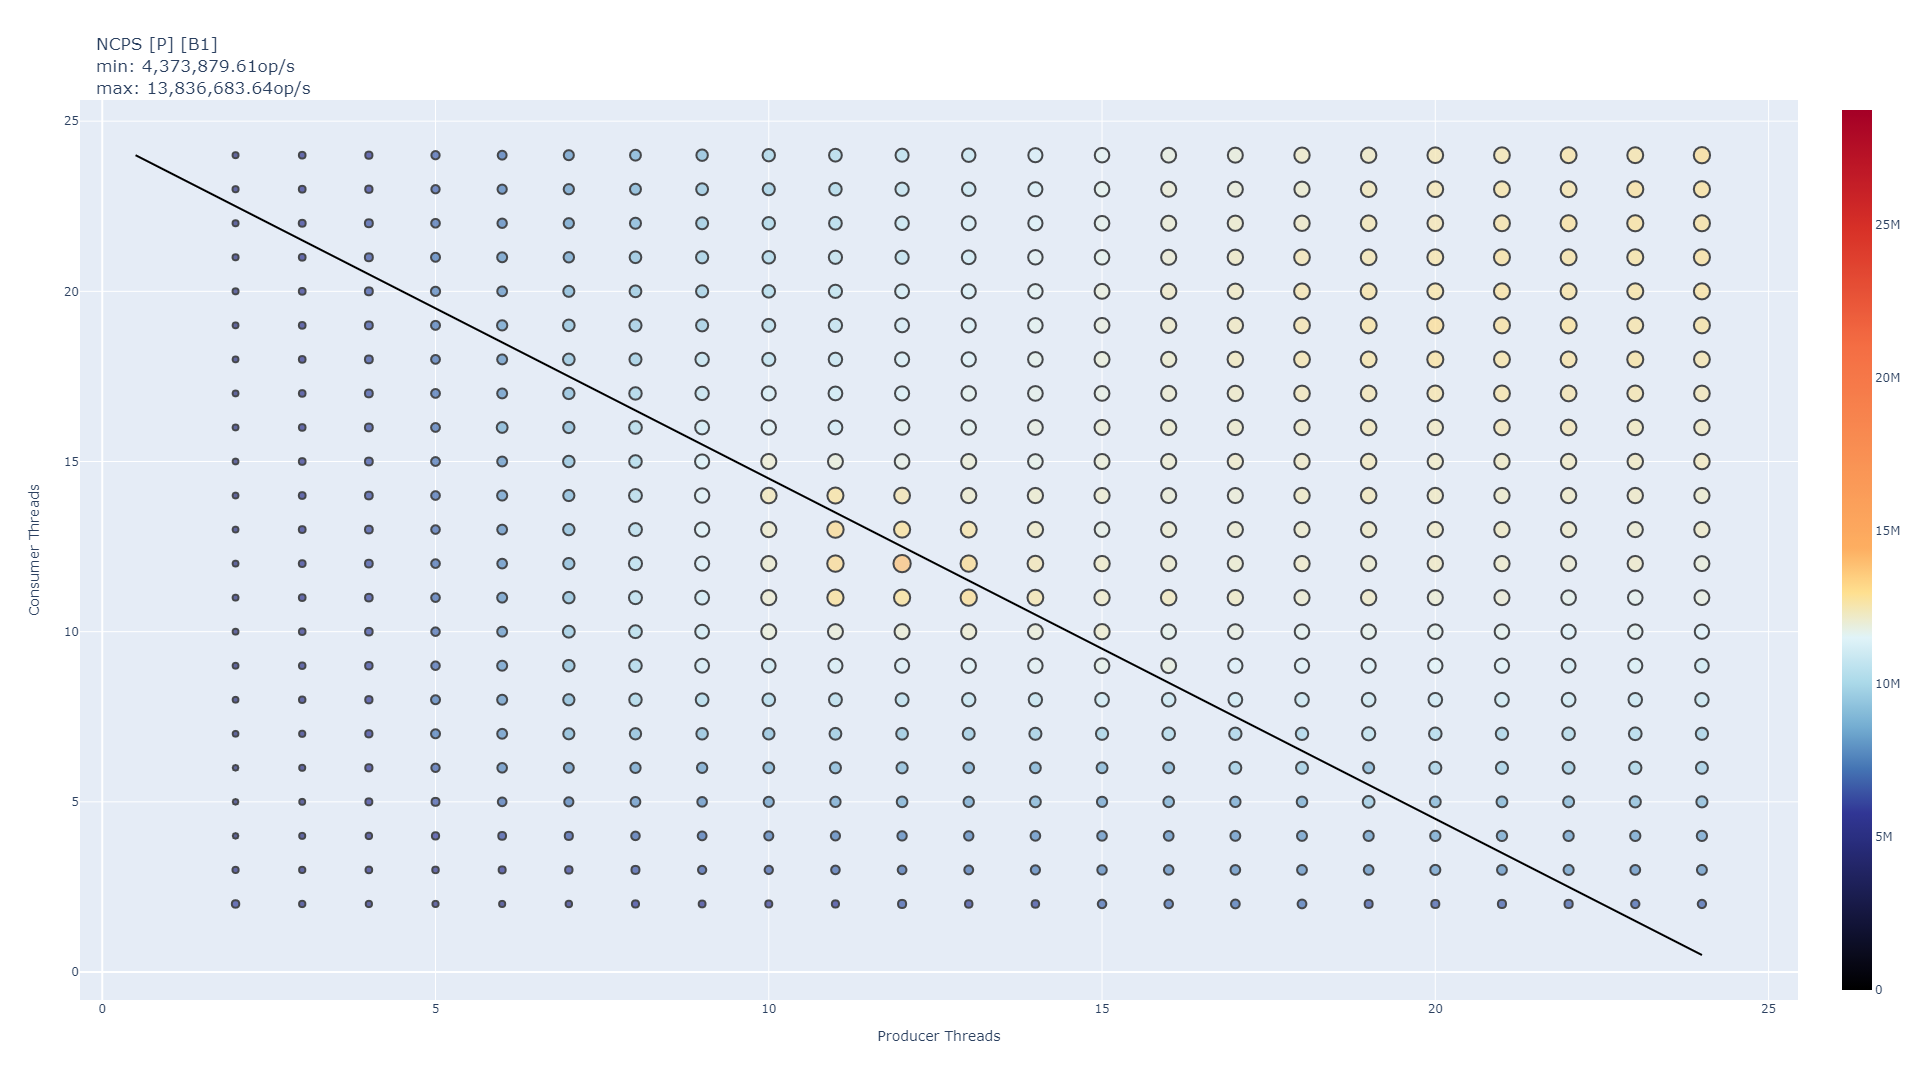 NCPS [P] [B1]
min: 4,373,879.61op/s
max: 13,836,683.64op/s
25
20
15
10
5
0
Consumer Threads
0
5
10
15
20
25
Producer Threads
25M
20M
15M
10M
5M
0